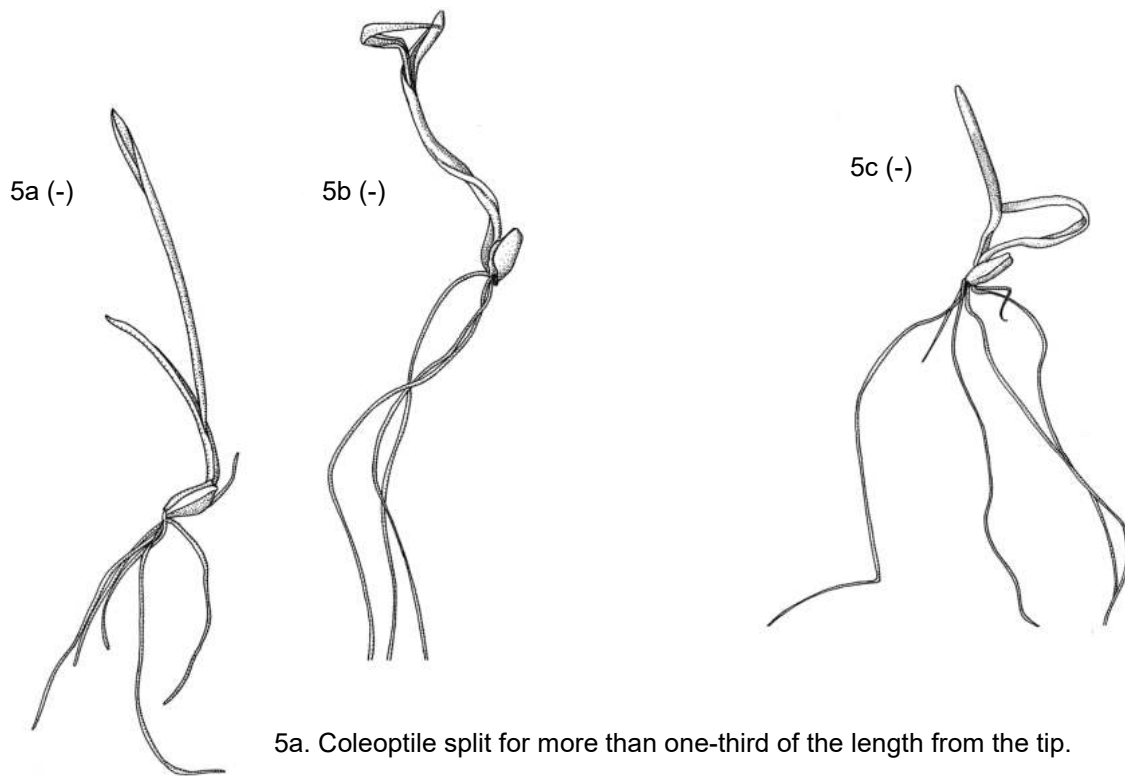 5a (-)
5b (-)
5c (-)
5a. Coleoptile split for more than one-third of the length from the tip.